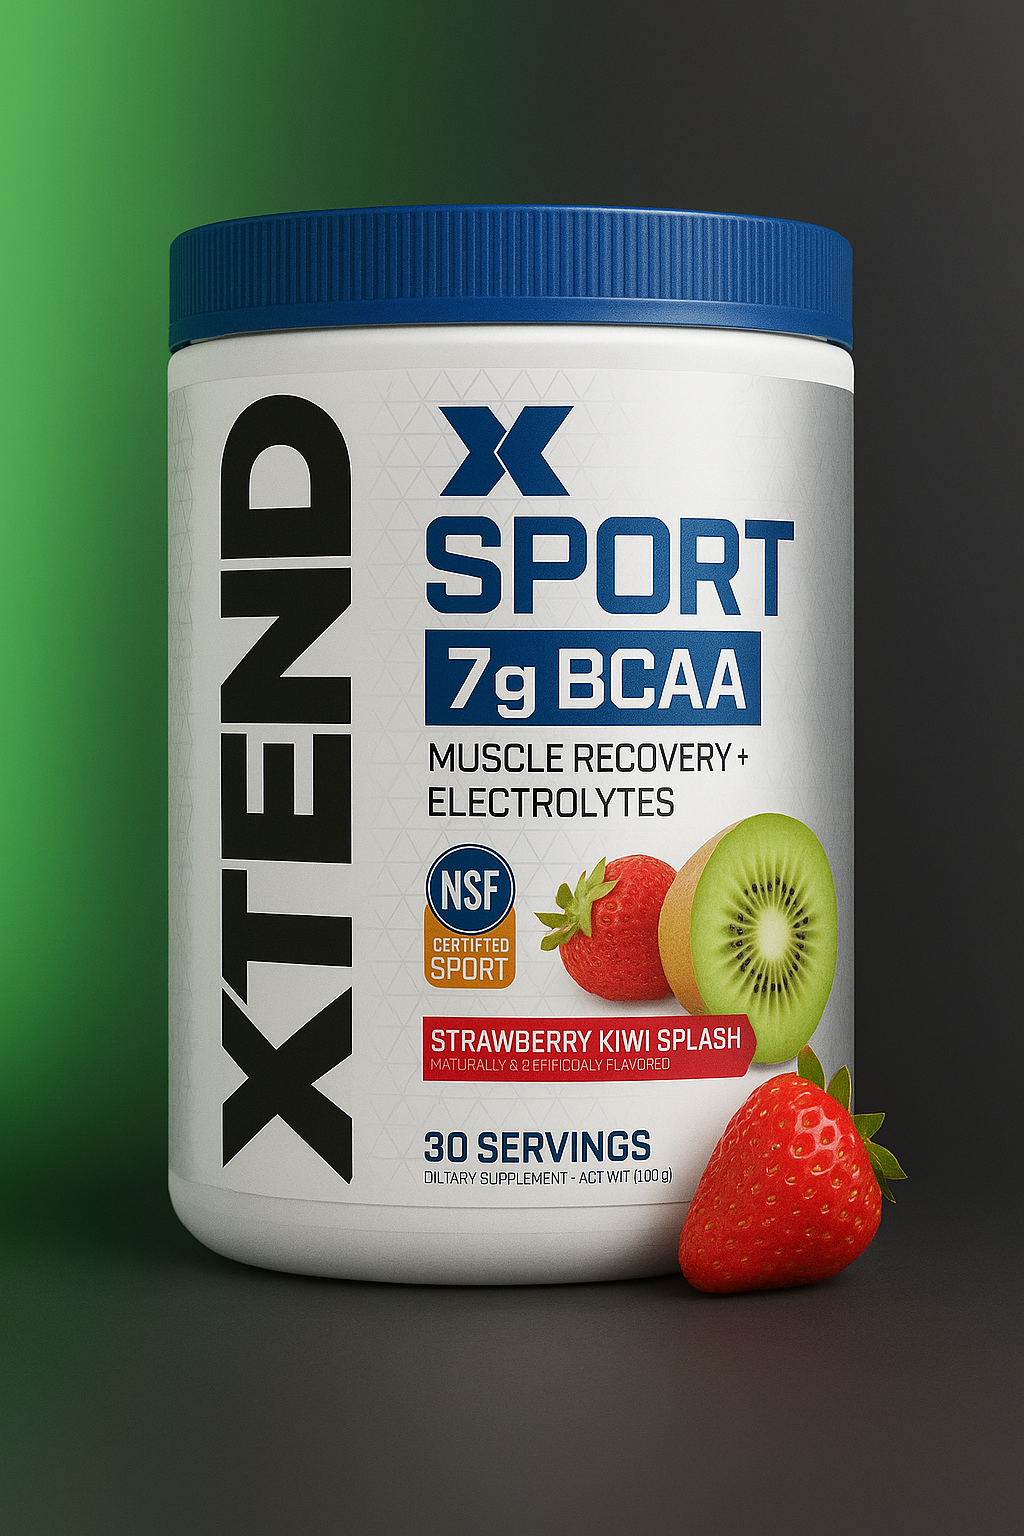 XTEND
X
SPORT
7g BCAA
MUSCLE RECOVERY+
ELECTROLYTES
NSF
CERTIFTED
SPORT
STRAWBERRY KIWI SPLASH
MATURALLY & 2 EFIFICOALY FLAVORED
30 SERVINGS
DILTARY SUPPLEMENT - ACT WIT (100 g)